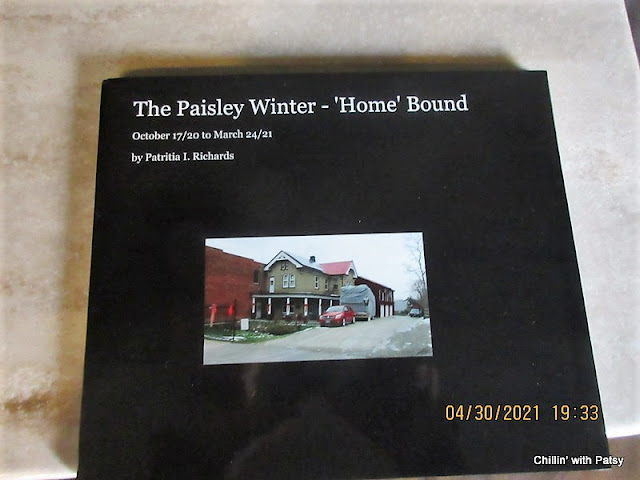 The Paisley Winter - 'Home' Bound
October 17/20 to March 24/21
by Patritia I. Richards
04/30/2021 19:33
Chillin' with Patsy